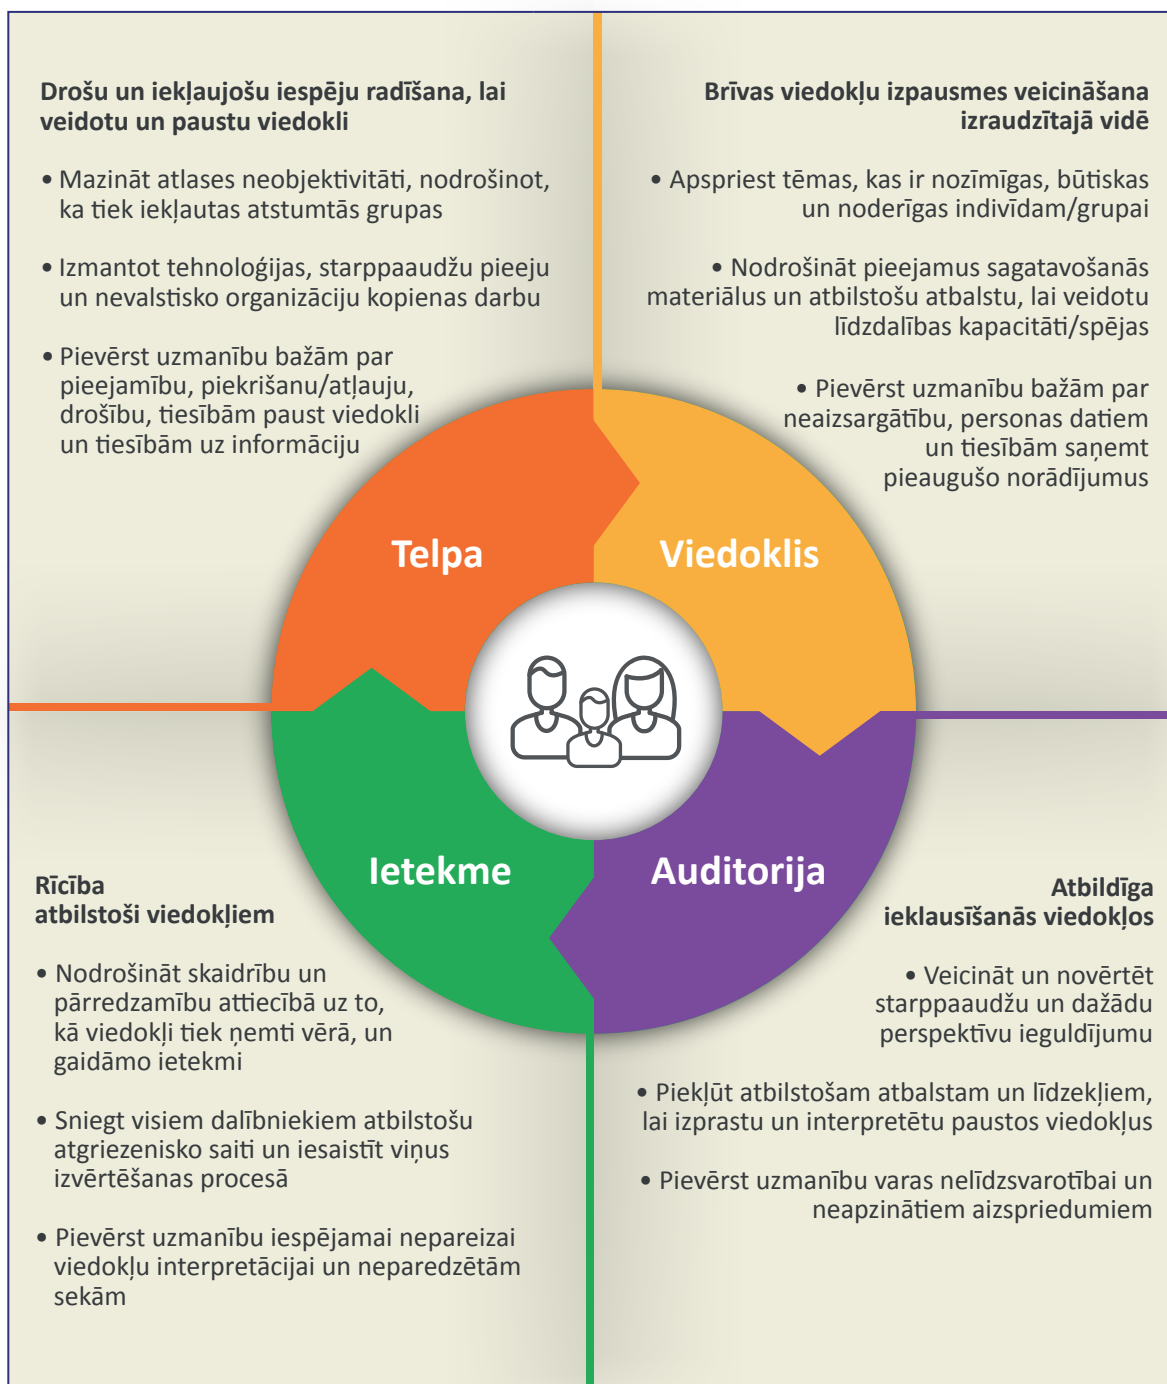 Drošu un iekļaujošu iespēju radīšana, lai
veidotu un paustu viedokli
• Mazināt atlases neobjektivitāti, nodrošinot,
ka tiek iekļautas atstumtās grupas
• Izmantot tehnoloģijas, starppaaudžu pieeju
un nevalstisko organizāciju kopienas darbu
• Pievērst uzmanību bažām par
pieejamību, piekrišanu/atļauju,
drošību, tiesībām paust viedokli
un tiesībām uz informāciju
Brīvas viedokļu izpausmes veicināšana
izraudzītajā vidē
• Apspriest tēmas, kas ir nozīmīgas, būtiskas
un noderīgas indivīdam/grupai
• Nodrošināt pieejamus sagatavošanās
materiālus un atbilstošu atbalstu, lai veidotu
līdzdalības kapacitāti/spējas
• Pievērst uzmanību bažām par
neaizsargātību, personas datiem
un tiesībām saņemt
pieaugušo norādījumus
Telpa
Viedoklis
Ietekme
Auditorija
Rīcība
atbilstoši viedokļiem
• Nodrošināt skaidrību un
pārredzamību attiecībā uz to,
kā viedokļi tiek ņemti vērā, un
gaidāmo ietekmi
• Sniegt visiem dalībniekiem atbilstošu
atgriezenisko saiti un iesaistīt viņus
izvērtēšanas procesā
• Pievērst uzmanību iespējamai nepareizai
viedokļu interpretācijai un neparedzētām
sekām
Atbildīga
ieklausīšanās viedokļos
• Veicināt un novērtēt
starppaaudžu un dažādu
perspektīvu ieguldījumu
• Piekļūt atbilstošam atbalstam un līdzekļiem,
lai izprastu un interpretētu paustos viedokļus
• Pievērst uzmanību varas nelīdzsvarotībai un
neapzinātiem aizspriedumiem